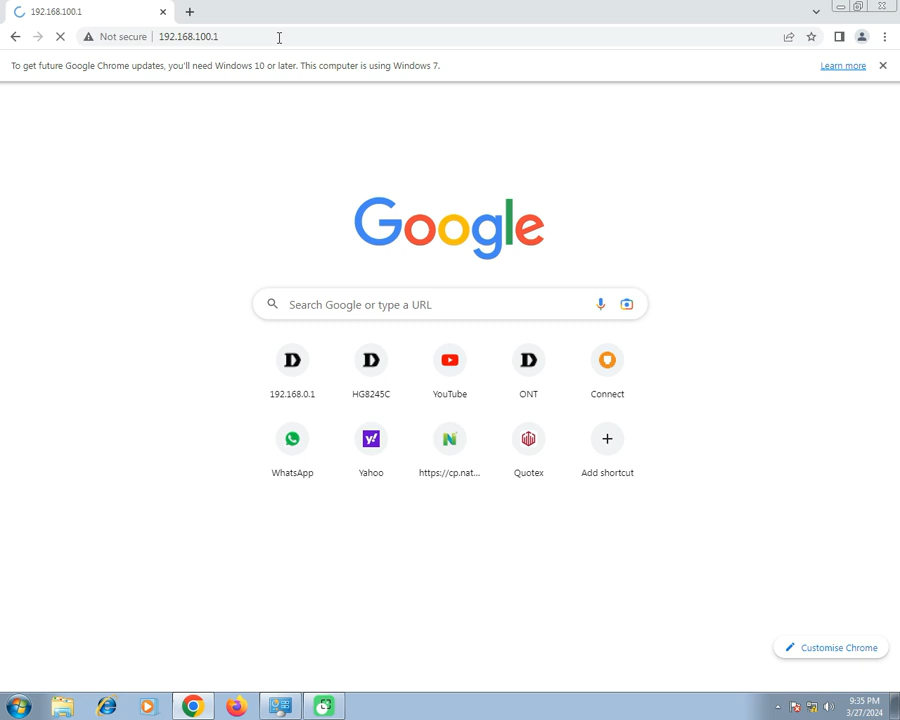 192.168.100.1
Not secure
192.168.100.1
To get future Google Chrome updates, you'll need Windows 10 or later. This computer is using Windows 7.
Learn more
Google
Search Google or type a URL
192.168.0.1
HG8245C
YouTube
ONT
Connect
WhatsApp
Yahoo
https://cp.nat...
Quotex
Add shortcut
Customise Chrome
9:35 PM
3/27/2024